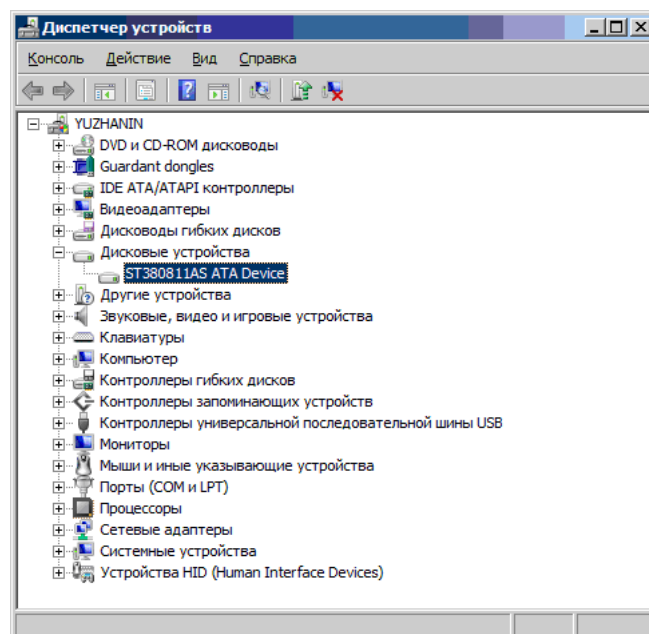 Диспетчер устройств
Консоль Действие Вид Справка
YUZHANIN
DVD и CD-ROM дисководы
Guardant dongles
IDE ATA/ATAPI контроллеры
Видеоадаптеры
Дисководы гибких дисков
Дисковые устройства
ST380811AS ATA Device
Другие устройства
Звуковые, видео и игровые устройства
Клавиатуры
Компьютер
Контроллеры гибких дисков
Контроллеры запоминающих устройств
Контроллеры универсальной последовательной шины USB
Мониторы
Мыши и иные указывающие устройства
Порты (COM и LPT)
Процессоры
Сетевые адаптеры
Системные устройства
Устройства HID (Human Interface Devices)